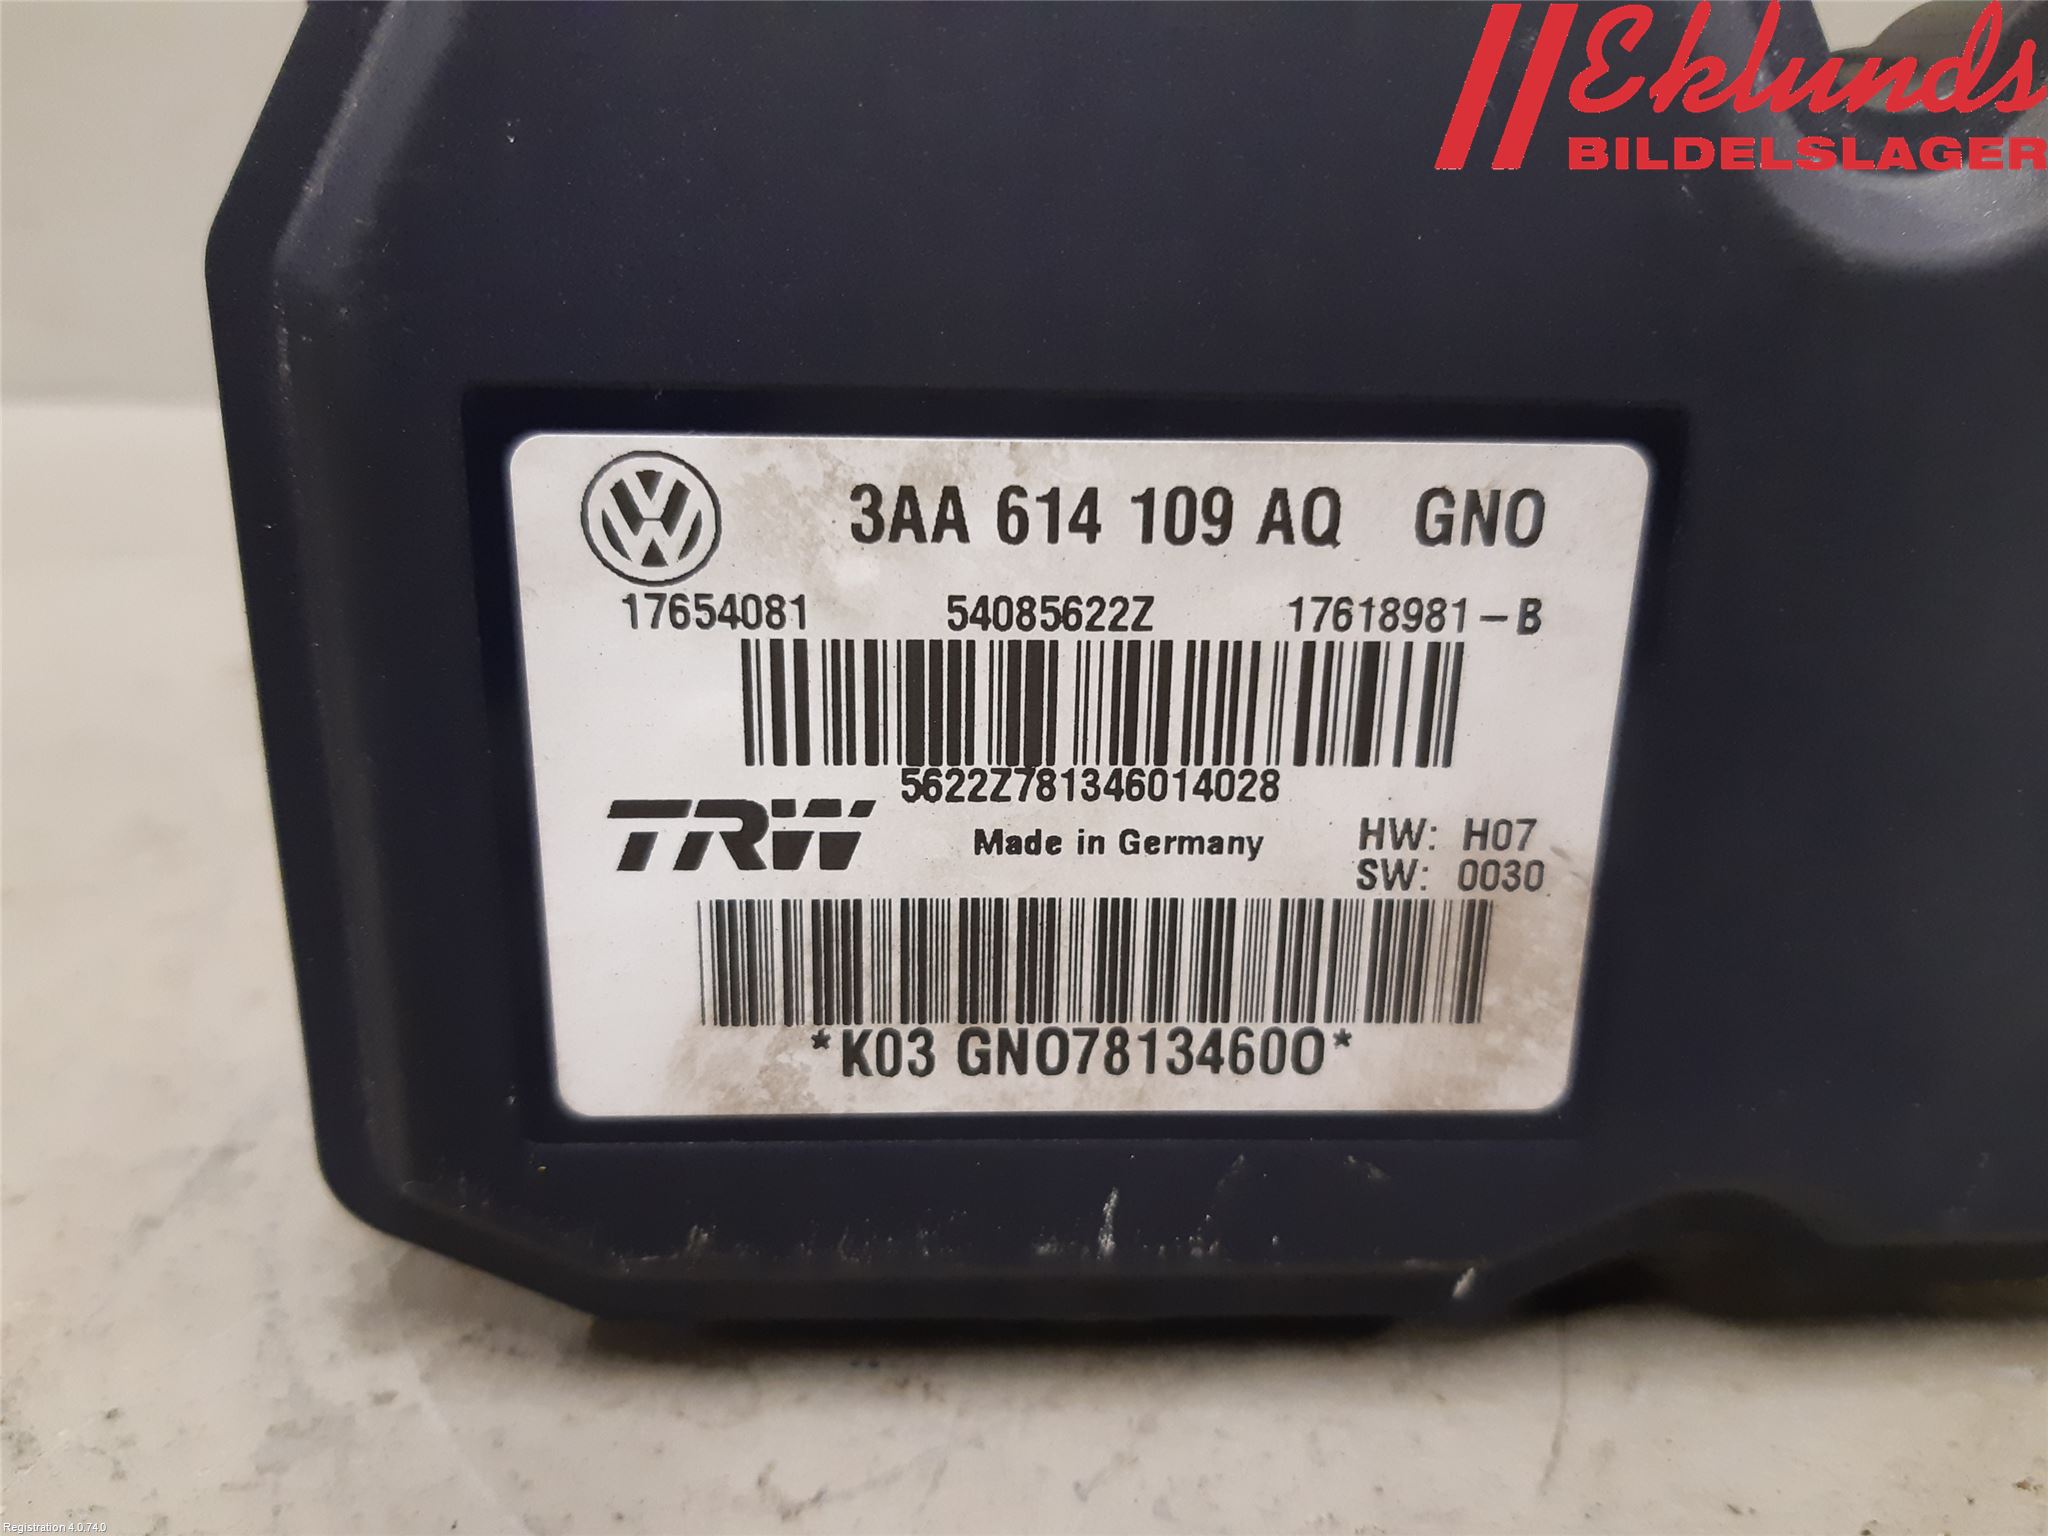 Eklunds
BILDELSLAGER
3AA 614 109 AQ GNO
17654081 54085622Z 17618981-B
5622Z781346014028
TRW Made in Germany HW: H07
SW: 0030
*K03 GNO7813460O*
Registration 4.0.74.0